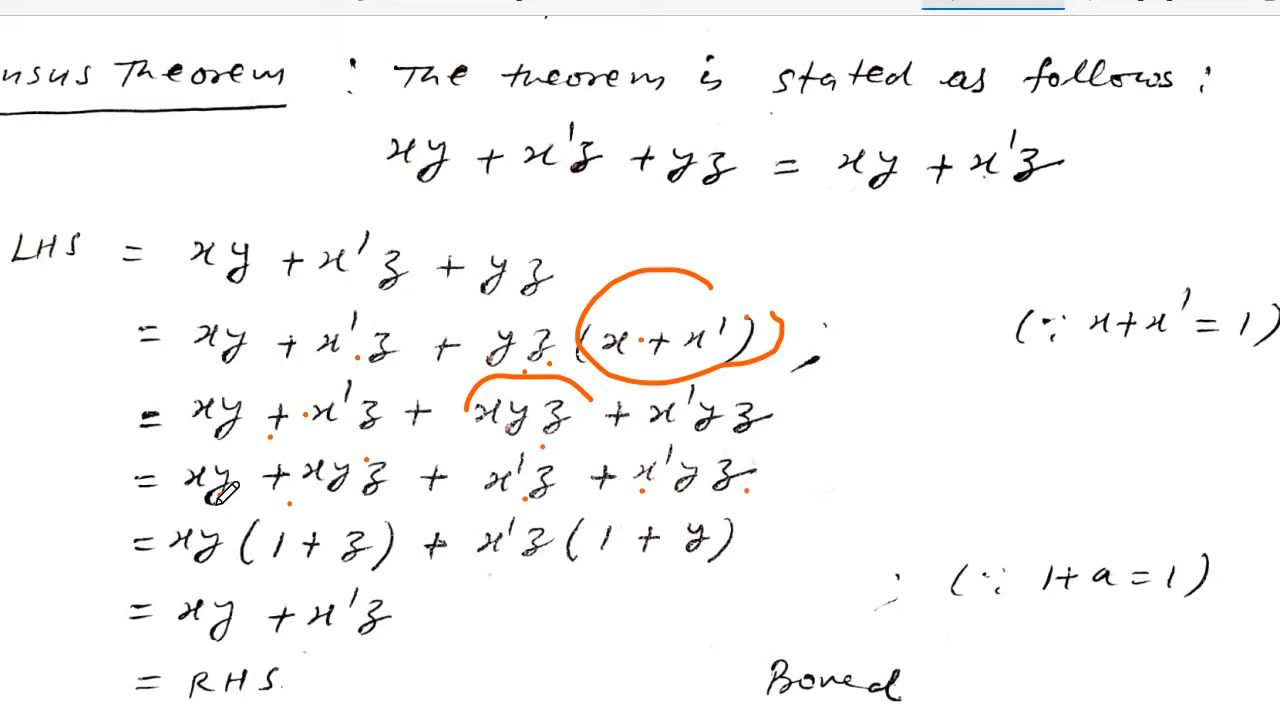 nsus Theorem : The theorem is stated as follows :
xy + x'z + yz = xy + x'z
LHS = xy + x'z + yz
= xy + x'z + yz (x + x') ; (∵ x+x' = 1)
= xy + x'z + xyz + x'yz
= xy + xyz + x'z + x'yz
= xy (1 + z) + x'z (1 + y)
= xy + x'z ; (∵ 1+a = 1)
= RHS.